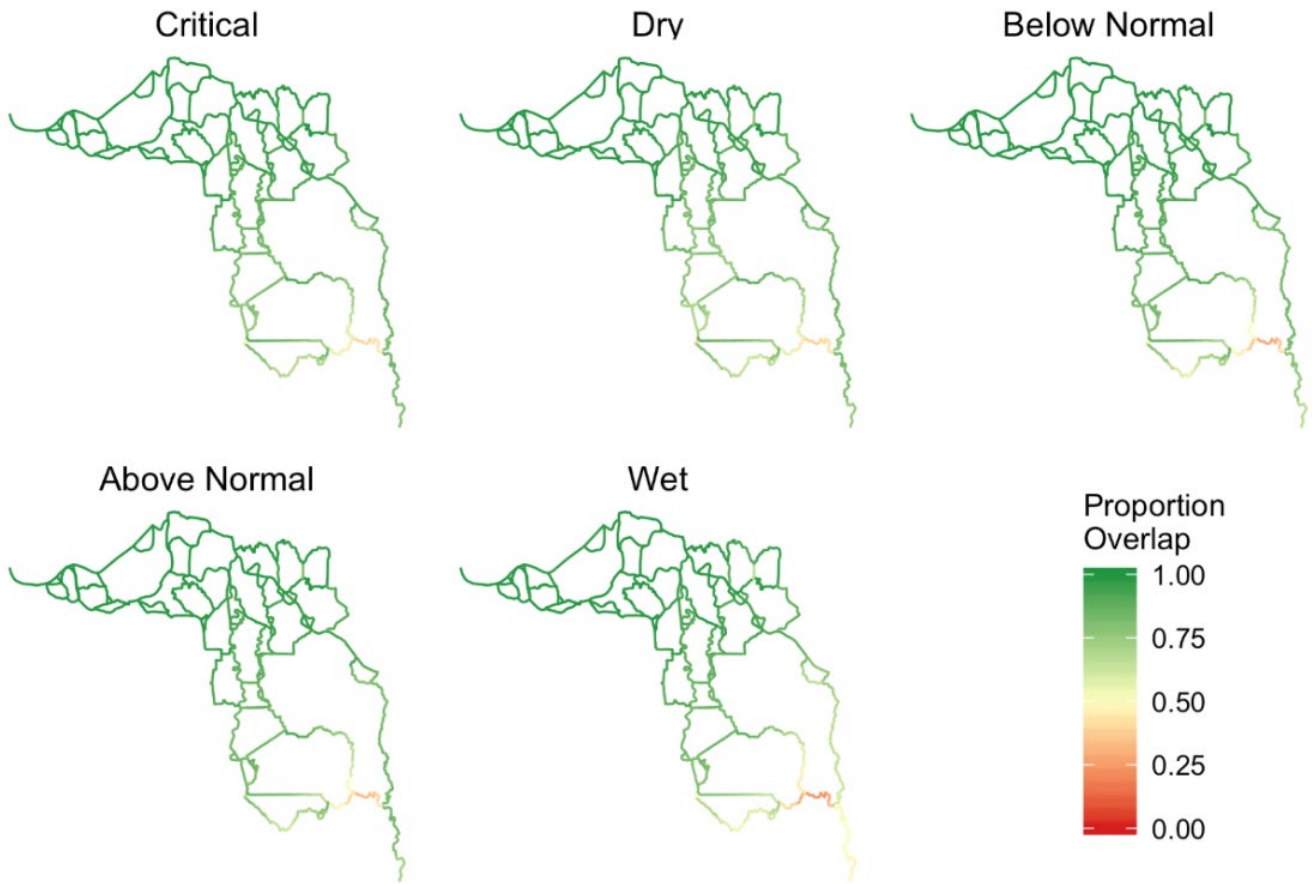 Critical
Dry
Below Normal
Above Normal
Wet
Proportion
Overlap
1.00
0.75
0.50
0.25
0.00